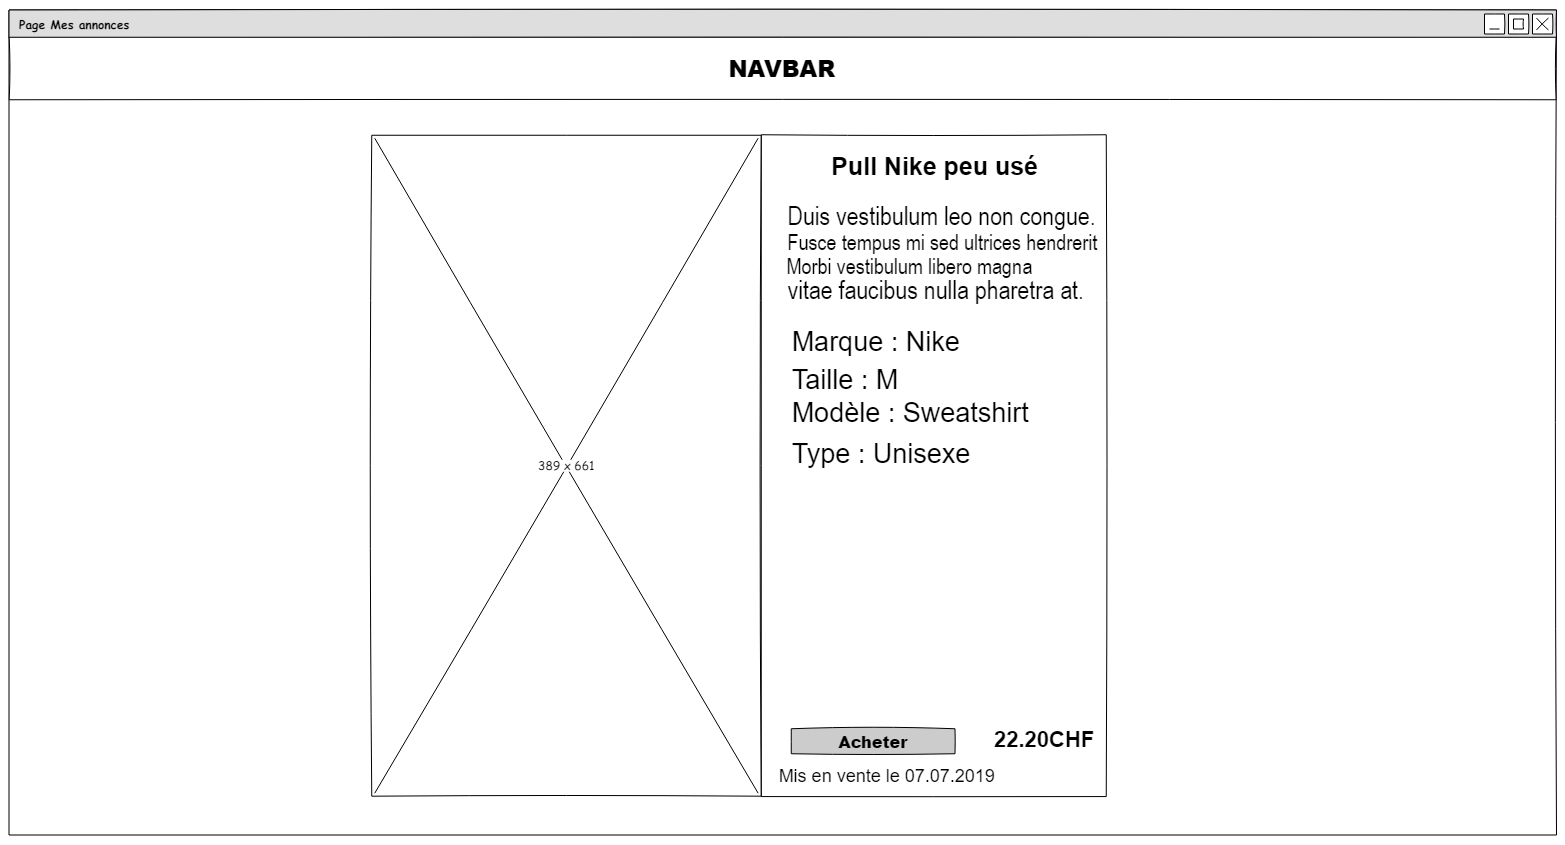 Page Mes annonces
NAVBAR
389 x 661
Pull Nike peu usé
Duis vestibulum leo non congue.
Fusce tempus mi sed ultrices hendrerit
Morbi vestibulum libero magna
vitae faucibus nulla pharetra at.
Marque : Nike
Taille : M
Modèle : Sweatshirt
Type : Unisexe
Acheter
22.20CHF
Mis en vente le 07.07.2019